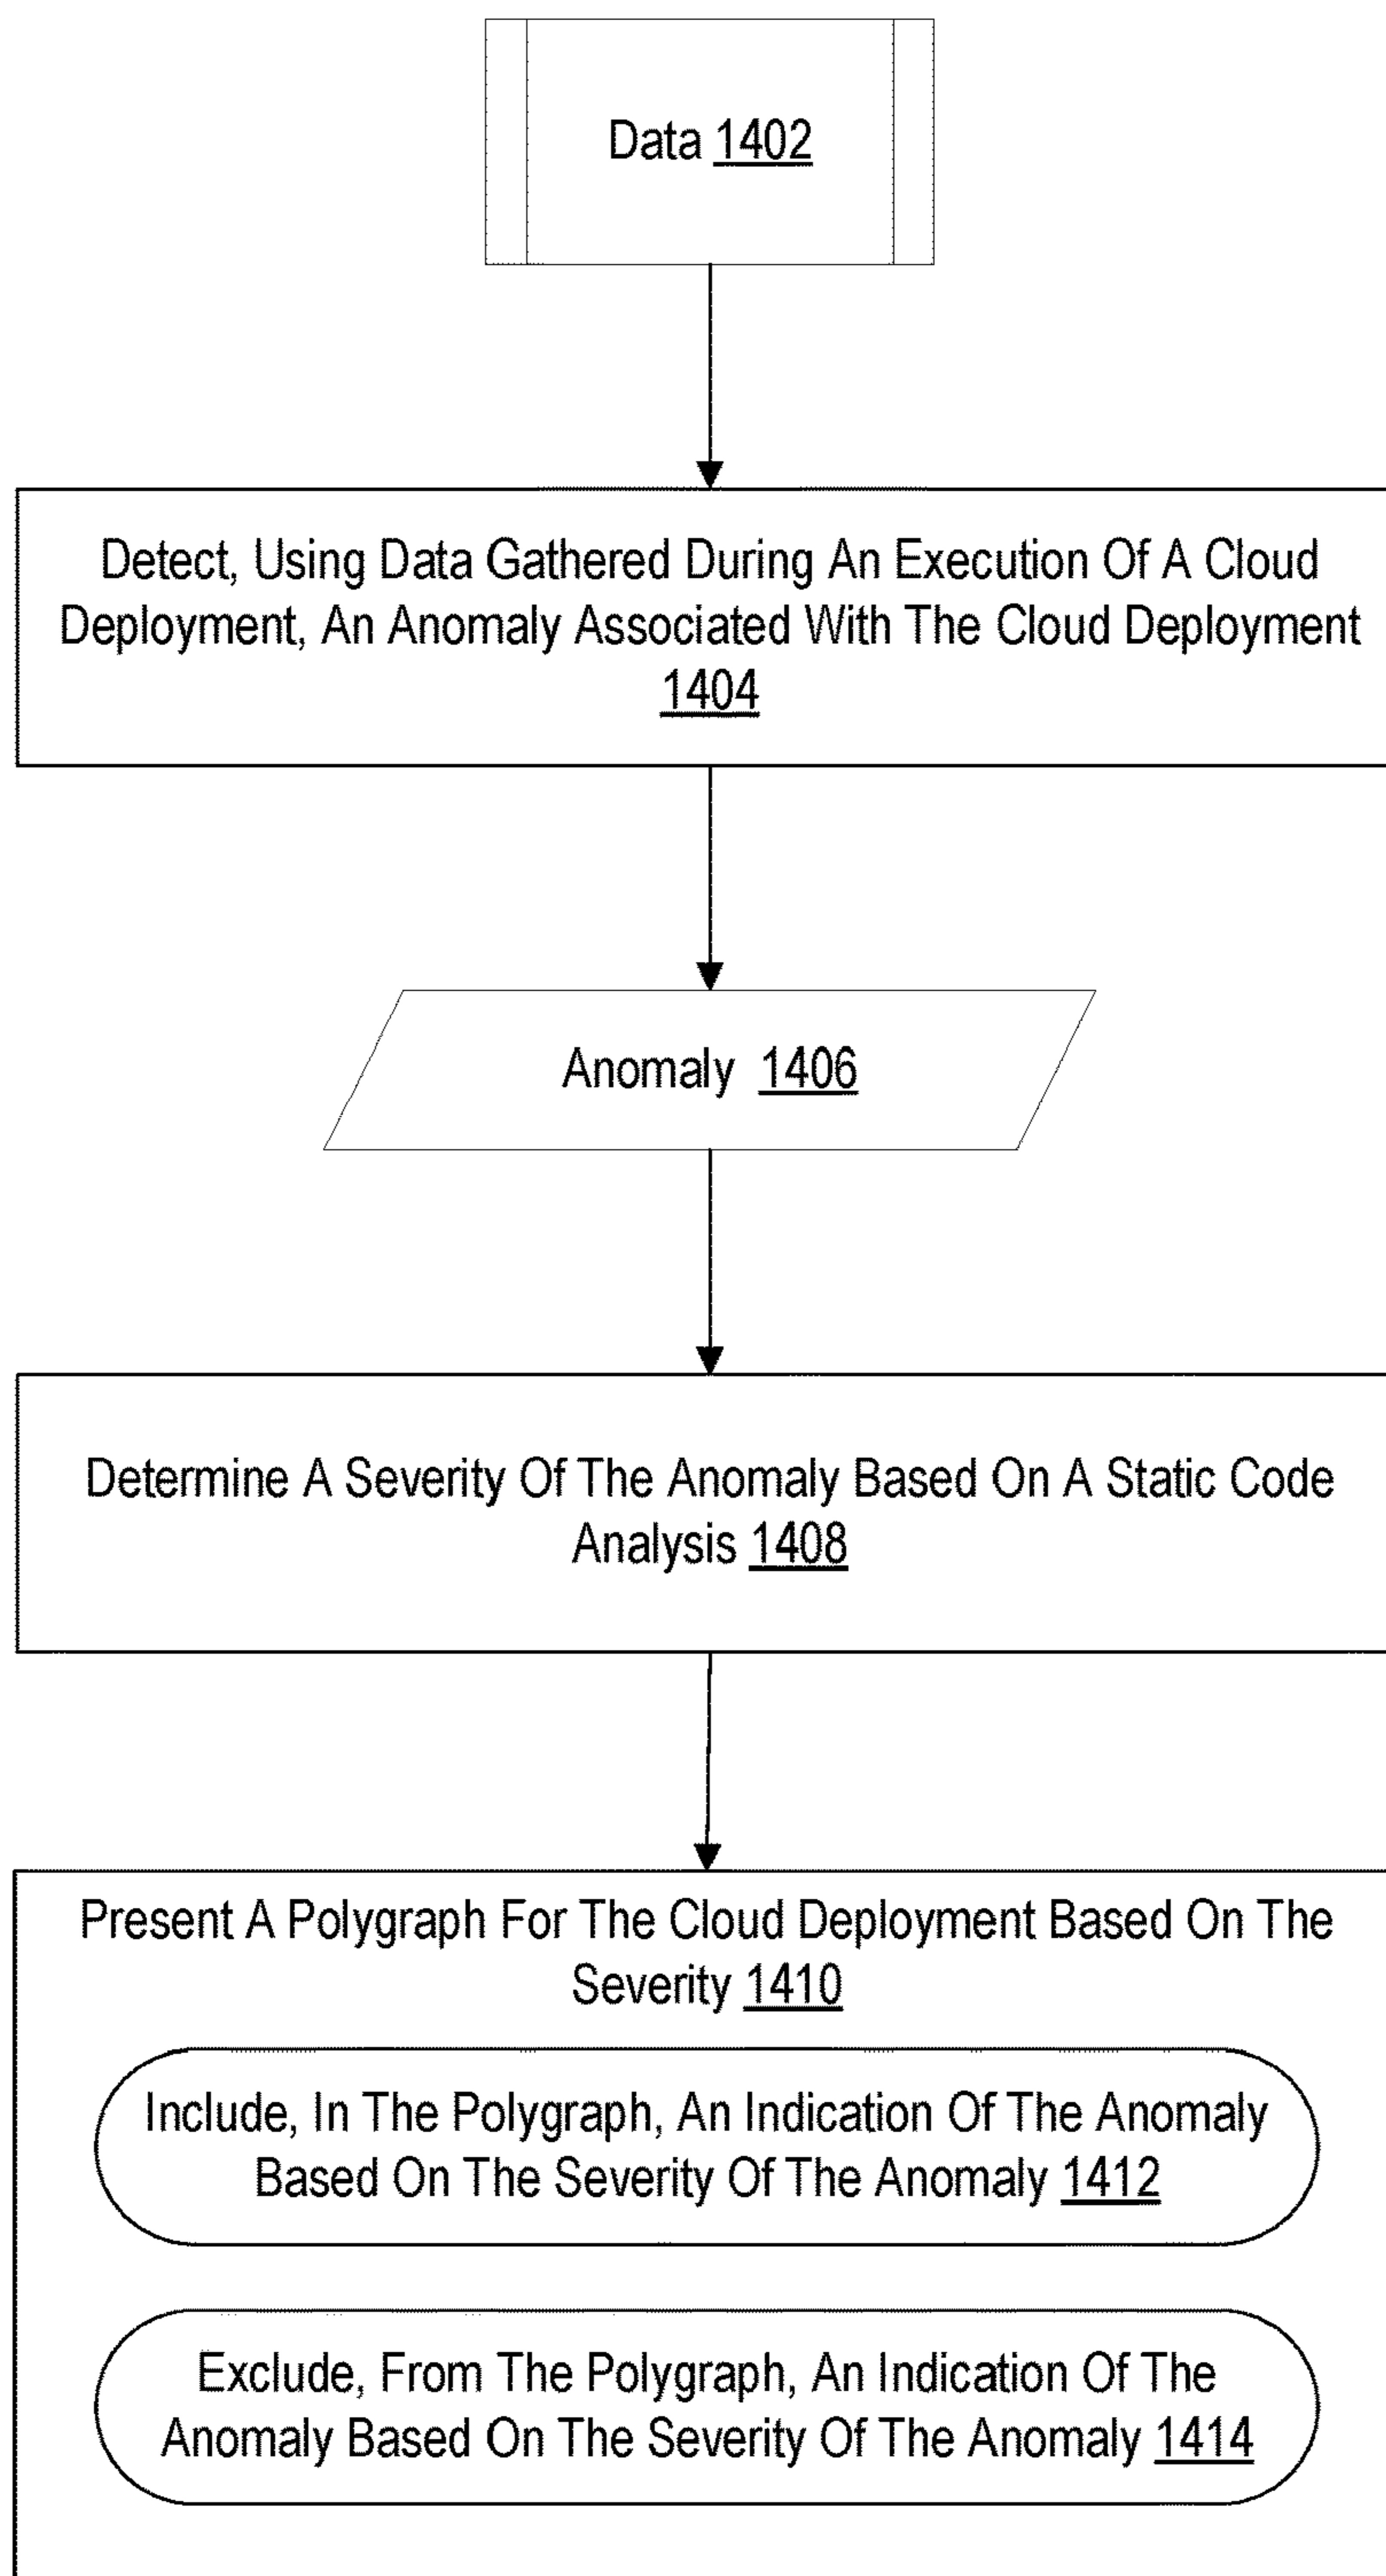 Data 1402
Detect, Using Data Gathered During An Execution Of A Cloud
Deployment, An Anomaly Associated With The Cloud Deployment
1404
Anomaly 1406
Determine A Severity Of The Anomaly Based On A Static Code
Analysis 1408
Present A Polygraph For The Cloud Deployment Based On The
Severity 1410
Include, In The Polygraph, An Indication Of The Anomaly
Based On The Severity Of The Anomaly 1412
Exclude, From The Polygraph, An Indication Of The
Anomaly Based On The Severity Of The Anomaly 1414